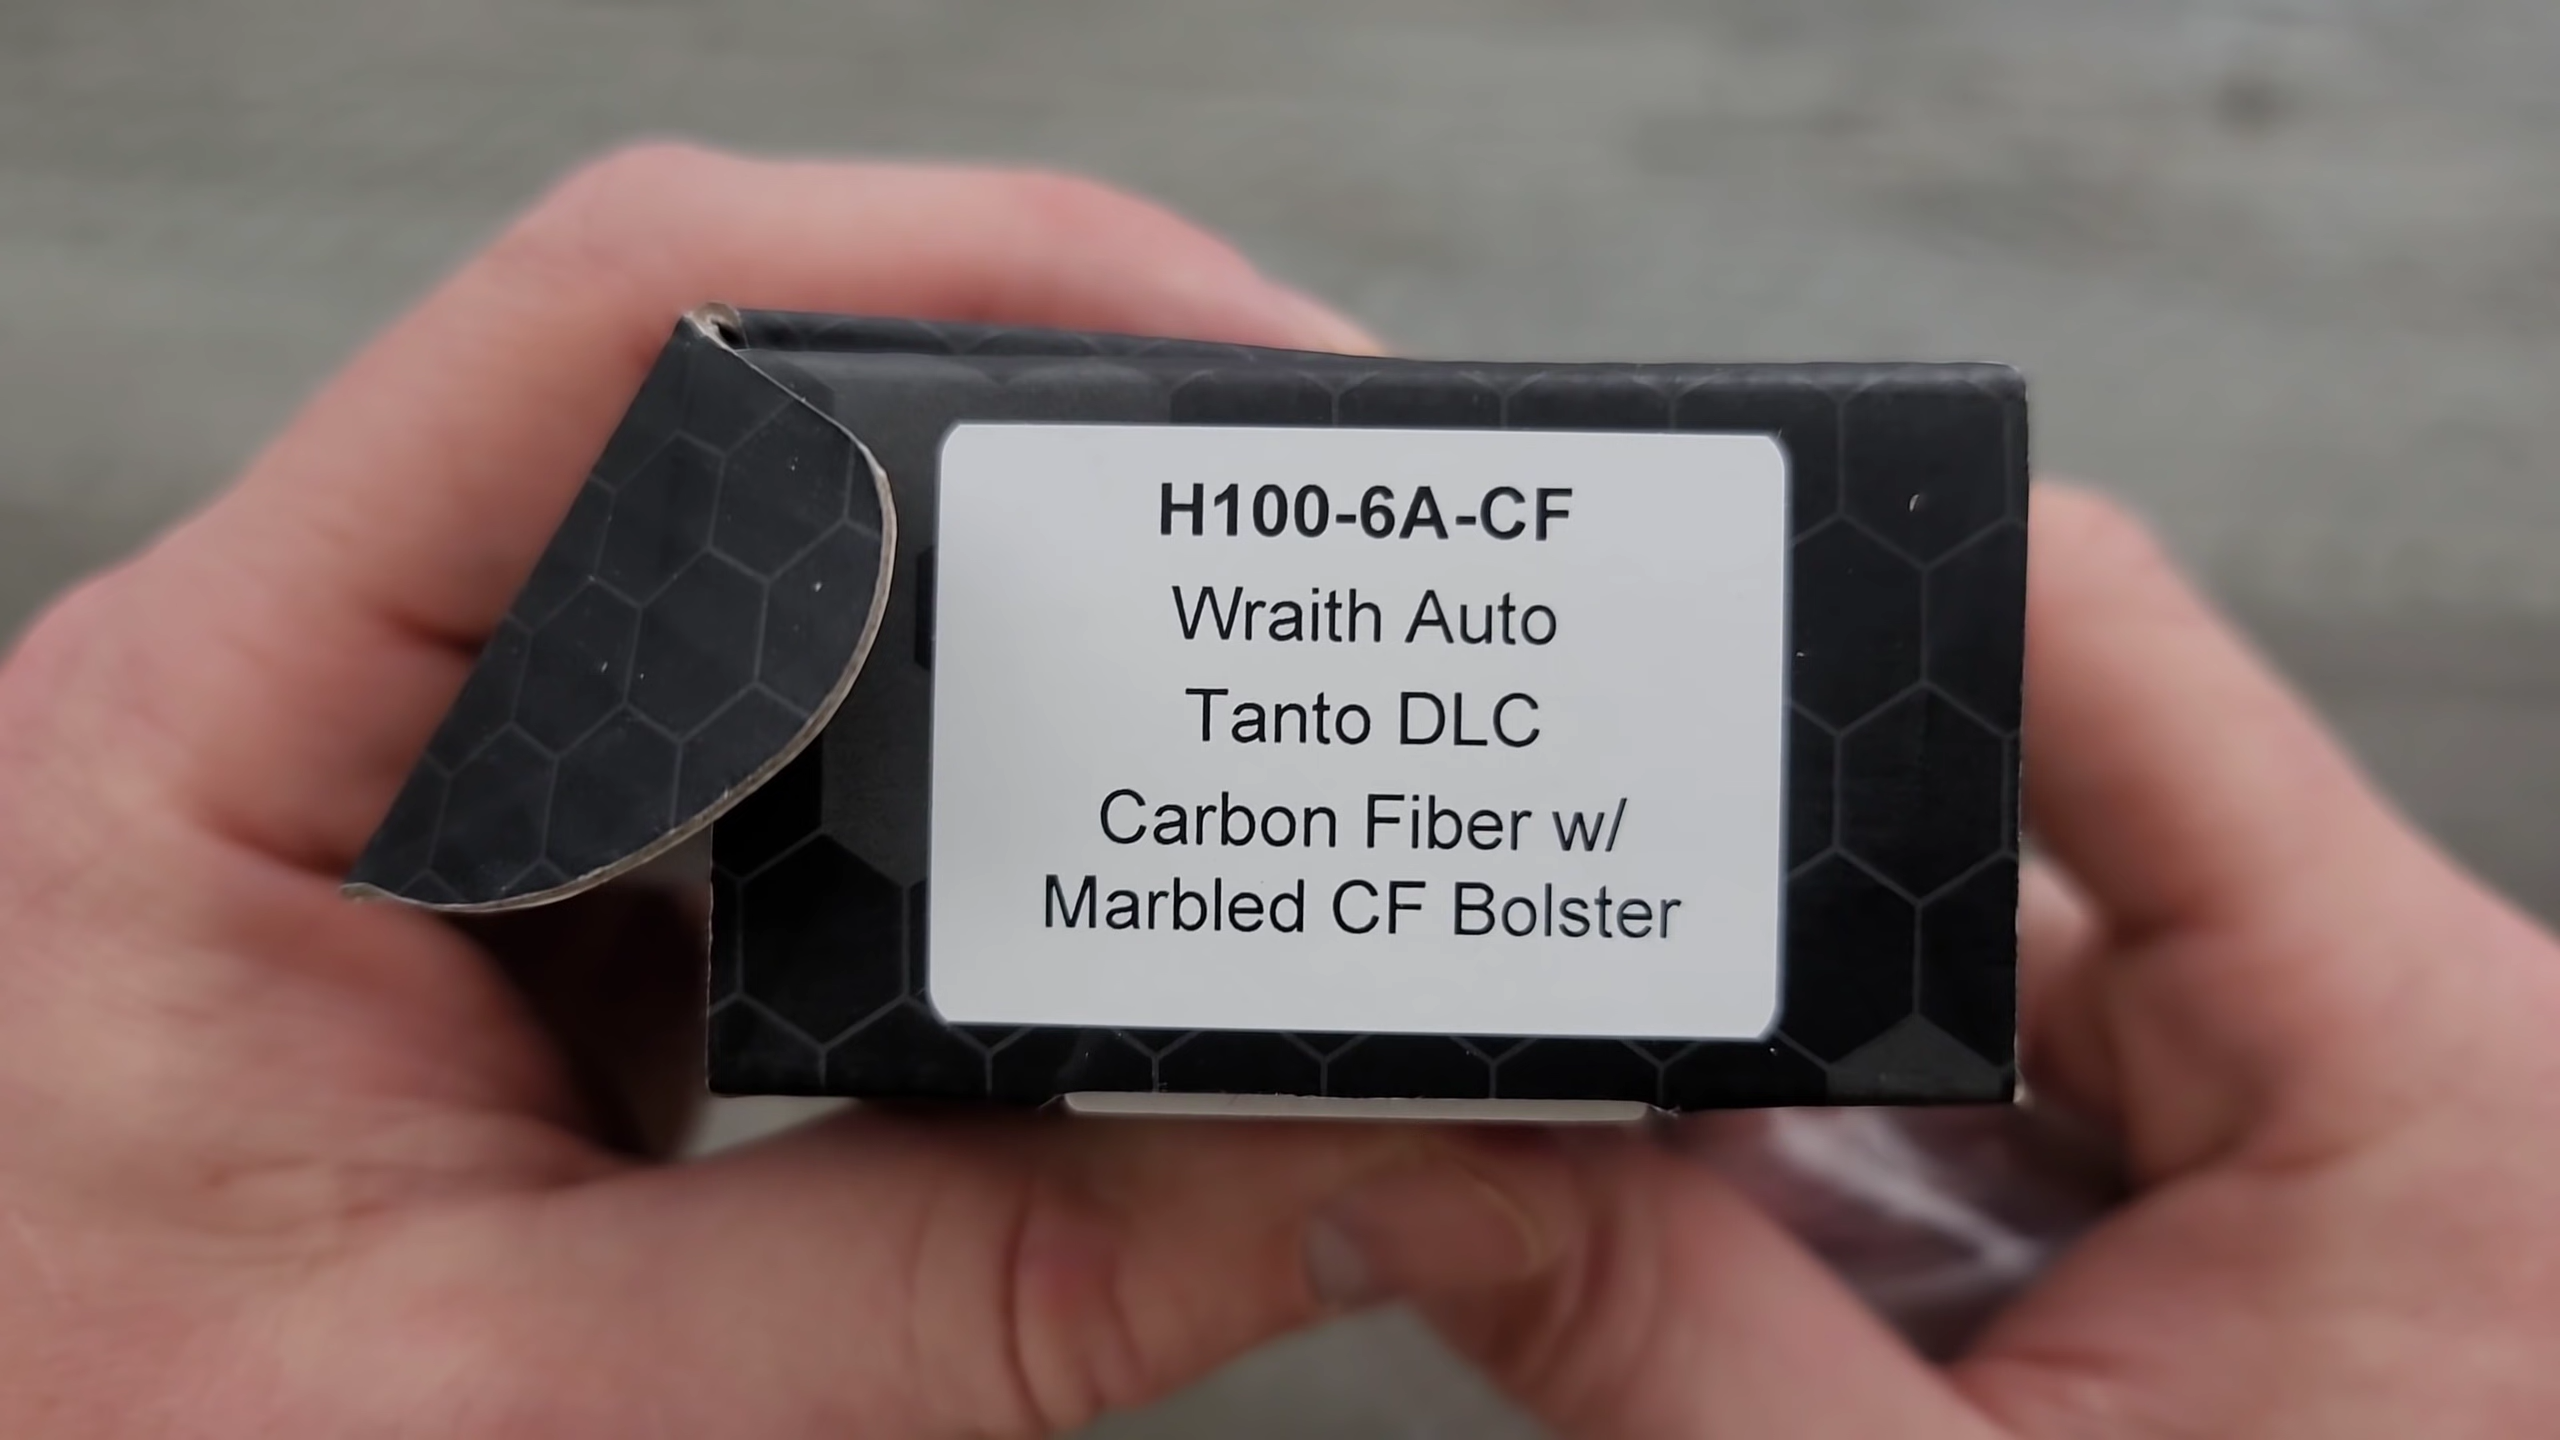 H100-6A-CF
Wraith Auto
Tanto DLC
Carbon Fiber w/
Marbled CF Bolster